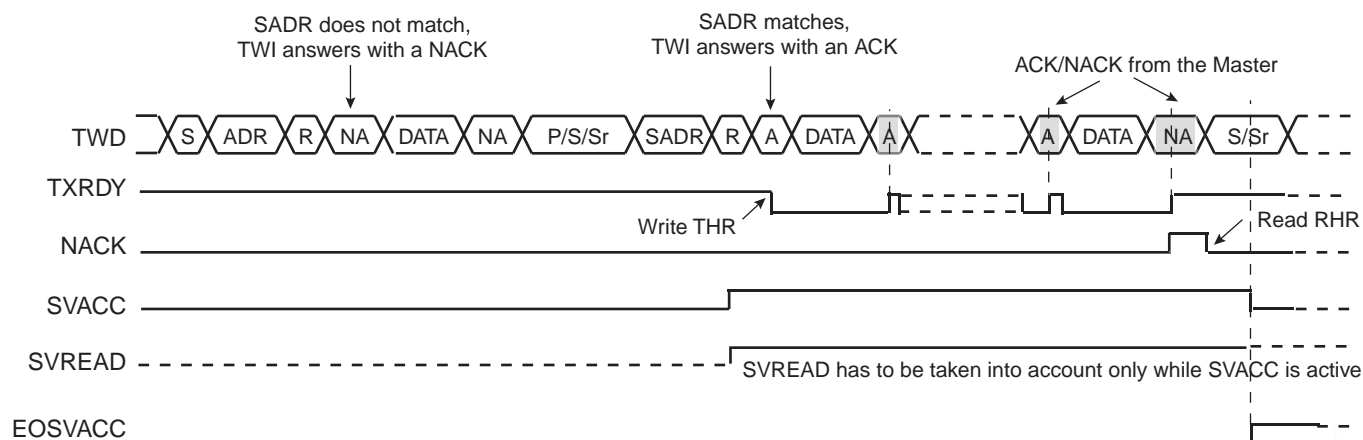 SADR does not match,
TWI answers with a NACK
SADR matches,
TWI answers with an ACK
ACK/NACK from the Master
TWD S ADR R NA DATA NA P/S/Sr SADR R A DATA A A DATA NA S/Sr
TXRDY
Write THR
Read RHR
NACK
SVACC
SVREAD
SVREAD has to be taken into account only while SVACC is active
EOSVACC